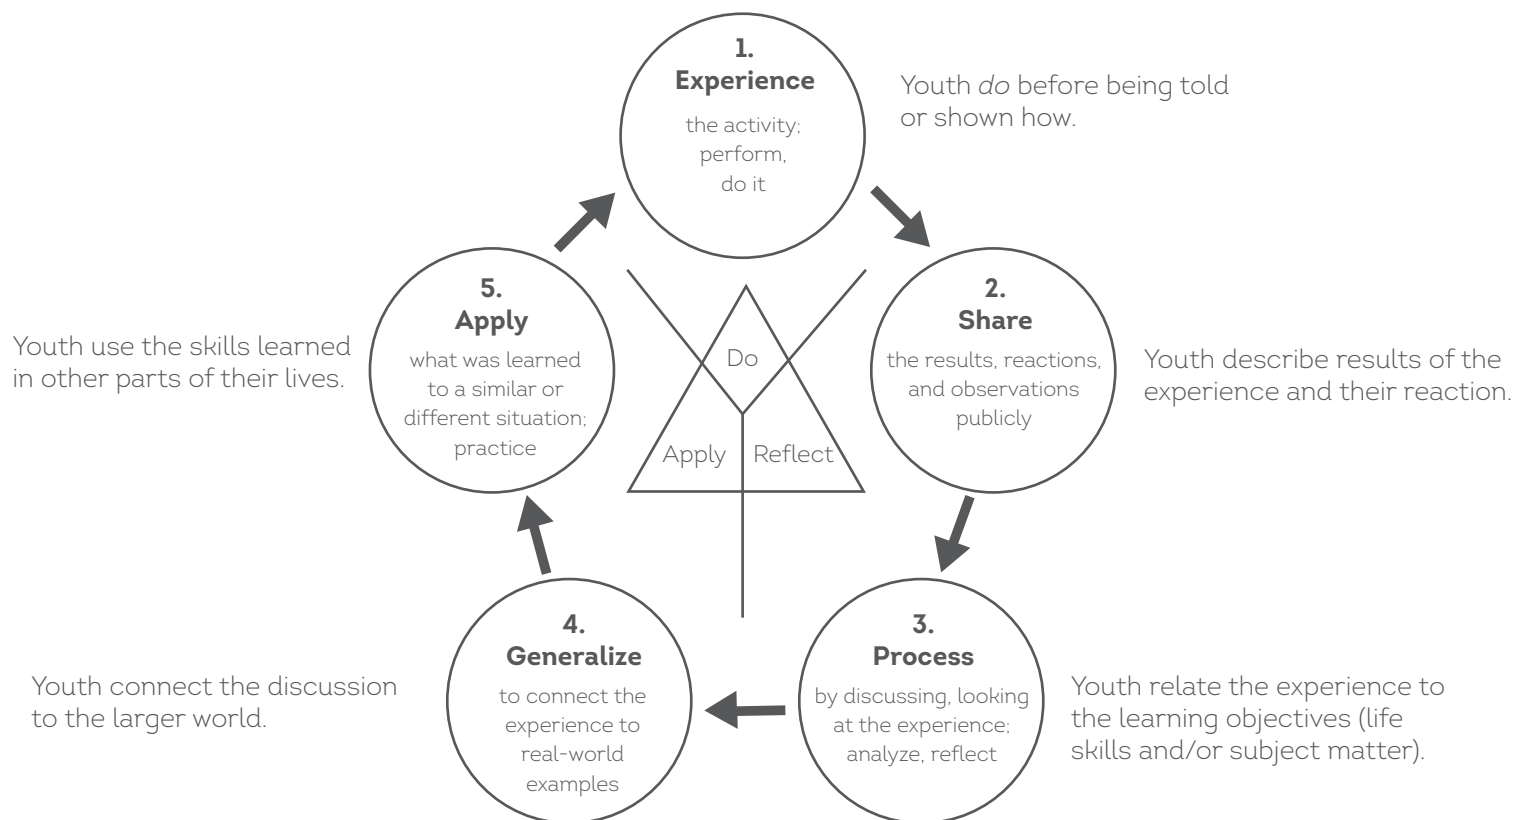 1.
Experience
the activity;
perform,
do it
Youth do before being told
or shown how.
2.
Share
the results, reactions,
and observations
publicly
Youth describe results of the
experience and their reaction.
3.
Process
by discussing, looking
at the experience;
analyze, reflect
Youth relate the experience to
the learning objectives (life
skills and/or subject matter).
4.
Generalize
to connect the
experience to
real-world
examples
Youth connect the discussion
to the larger world.
5.
Apply
what was learned
to a similar or
different situation;
practice
Youth use the skills learned
in other parts of their lives.
Do
Apply
Reflect